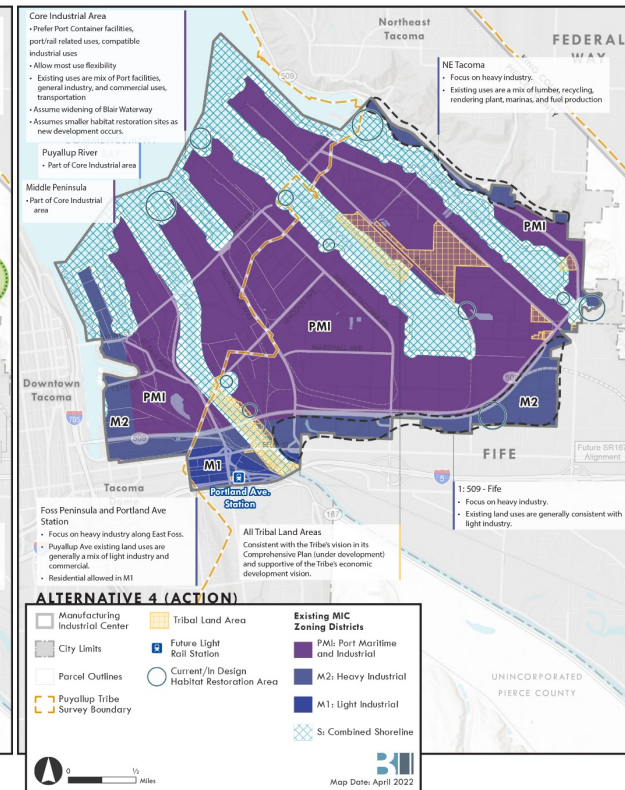 Core Industrial Area
• Prefer Port Container facilities,
port/rail related uses, compatible
industrial uses
• Allow most use flexibility
• Existing uses are mix of Port facilities,
general industry, and commercial uses,
transportation
• Assume widening of Blair Waterway
• Assumes smaller habitat restoration sites as
new development occurs.
Puyallup River
• Part of Core Industrial area
Middle Peninsula
• Part of Core Industrial
area
Northeast
Tacoma
FEDERAL
WAY
509
NE Tacoma
• Focus on heavy industry.
• Existing uses are a mix of lumber, recycling,
rendering plant, marinas, and fuel production
PMI
PMI
MARSHALL AVE
PMI
M2
M2
M1
Downtown
Tacoma
705
509
509
Portland Ave.
Station
FIFE
Future SR167
Alignment
5
167
Tacoma
Dome
Foss Peninsula and Portland Ave
Station
• Focus on heavy industry along East Foss.
• Puyallup Ave existing land uses are
generally a mix of light industry and
commercial.
• Residential allowed in M1
All Tribal Land Areas
Consistent with the Tribe's vision in its
Comprehensive Plan (under development)
and supportive of the Tribe's economic
development vision.
1: 509 - Fife
• Focus on heavy industry.
• Existing land uses are generally consistent with
light industry.
ALTERNATIVE 4 (ACTION)
Manufacturing
Industrial Center
City Limits
Parcel Outlines
Puyallup Tribe
Survey Boundary
Tribal Land Area
Future Light
Rail Station
Current/In Design
Habitat Restoration Area
Existing MIC
Zoning Districts
PMI: Port Maritime
and Industrial
M2: Heavy Industrial
M1: Light Industrial
S: Combined Shoreline
0 ½
Miles
Map Date: April 2022
UNINCORPORATED
PIERCE COUNTY